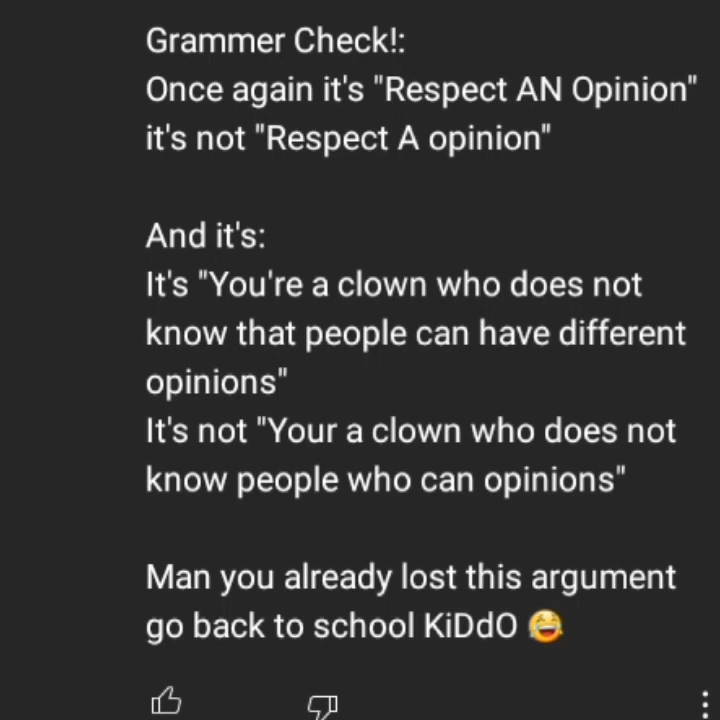 Grammer Check!:
Once again it's "Respect AN Opinion"
it's not "Respect A opinion"
And it's:
It's "You're a clown who does not
know that people can have different
opinions"
It's not "Your a clown who does not
know people who can opinions"
Man you already lost this argument
go back to school KiDdO 😂